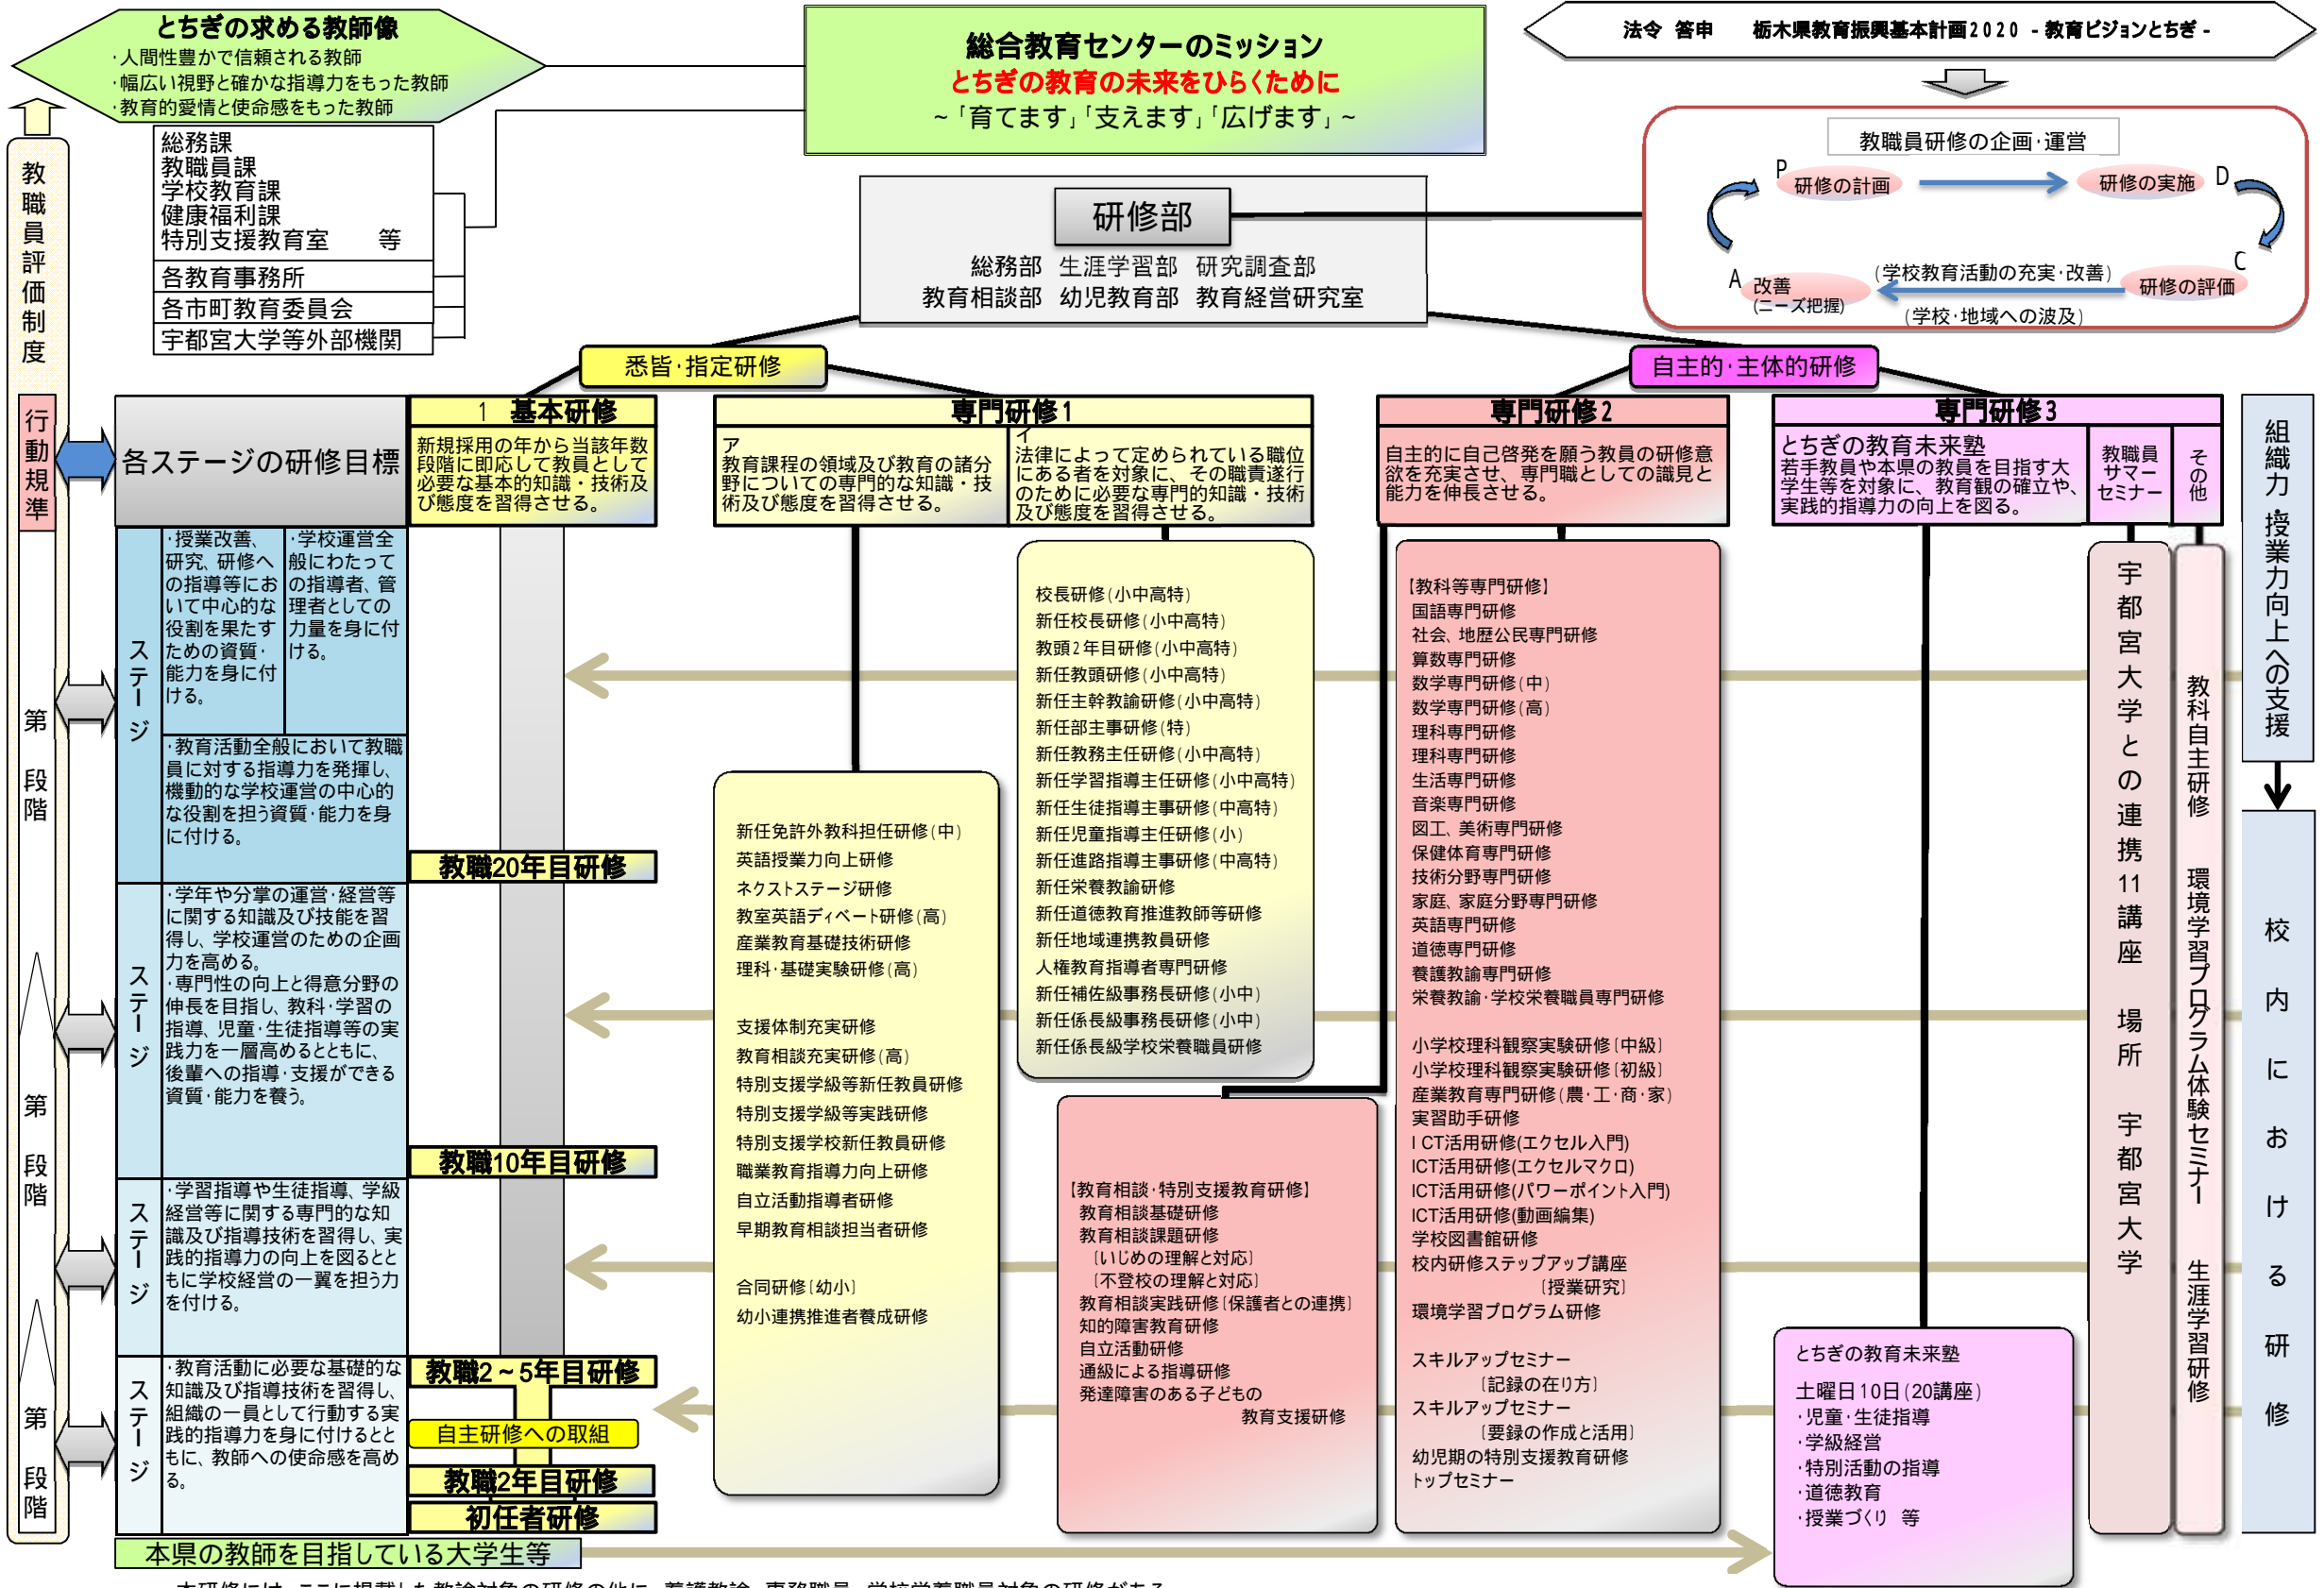 とちぎの求める教師像
・人間性豊かで信頼される教師
・幅広い視野と確かな指導力をもった教師
・教育的愛情と使命感をもった教師
総合教育センターのミッション
とちぎの教育の未来をひらくために
~「育てます」「支えます」「広げます」~
法令 答申 栃木県教育振興基本計画2020 -教育ビジョンとちぎ-
総務課
教職員課
学校教育課
健康福利課
特別支援教育室 等
各教育事務所
各市町教育委員会
宇都宮大学等外部機関
研修部
総務部 生涯学習部 研究調査部
教育相談部 幼児教育部 教育経営研究室
教職員研修の企画・運営
P
研修の計画
研修の実施
D
C
研修の評価
(学校教育活動の充実・改善)
(学校・地域への波及)
A
改善
(ニーズ把握)
教職員評価制度
行動規準
第 段階
第 段階
第 段階
悉皆・指定研修
自主的・主体的研修
各ステージの研修目標
1 基本研修
新規採用の年から当該年数
段階に即応して教員として
必要な基本的知識・技術及
び態度を習得させる。
専門研修1
ア
教育課程の領域及び教育の諸分
野についての専門的な知識・技
術及び態度を習得させる。
イ
法律によって定められている職位
にある者を対象に、その職責遂行
のために必要な専門的知識・技術
及び態度を習得させる。
専門研修2
自主的に自己啓発を願う教員の研修意
欲を充実させ、専門職としての識見と
能力を伸長させる。
専門研修3
とちぎの教育未来塾
若手教員や本県の教員を目指す大
学生等を対象に、教育観の確立や、
実践的指導力の向上を図る。
教職員
サマー
セミナー
その他
組織力・授業力向上への支援
校内における研修
ステージ
・授業改善、
研究、研修へ
の指導等にお
いて中心的な
役割を果たす
ための資質・
能力を身に付
ける。
・学校運営全
般にわたって
の指導者、管
理者としての
力量を身に付
ける。
・教育活動全般において教職
員に対する指導力を発揮し、
機動的な学校運営の中心的
な役割を担う資質・能力を身
に付ける。
ステージ
・学年や分掌の運営・経営等
に関する知識及び技能を習
得し、学校運営のための企画
力を高める。
・専門性の向上と得意分野の
伸長を目指し、教科・学習の
指導、児童・生徒指導等の実
践力を一層高めるとともに、
後輩への指導・支援ができる
資質・能力を養う。
ステージ
・学習指導や生徒指導、学級
経営等に関する専門的な知
識及び指導技術を習得し、実
践的指導力の向上を図るとと
もに学校経営の一翼を担う力
を付ける。
ステージ
・教育活動に必要な基礎的な
知識及び指導技術を習得し、
組織の一員として行動する実
践的指導力を身に付けるとと
もに、教師への使命感を高め
る。
教職20年目研修
教職10年目研修
教職2~5年目研修
自主研修への取組
教職2年目研修
初任者研修
新任免許外教科担任研修(中)
英語授業力向上研修
ネクストステージ研修
教室英語ディベート研修(高)
産業教育基礎技術研修
理科・基礎実験研修(高)
支援体制充実研修
教育相談充実研修(高)
特別支援学級等新任教員研修
特別支援学級等実践研修
特別支援学校新任教員研修
職業教育指導力向上研修
自立活動指導者研修
早期教育相談担当者研修
合同研修[幼小]
幼小連携推進者養成研修
校長研修(小中高特)
新任校長研修(小中高特)
教頭2年目研修(小中高特)
新任教頭研修(小中高特)
新任主幹教諭研修(小中高特)
新任部主事研修(特)
新任教務主任研修(小中高特)
新任学習指導主任研修(小中高特)
新任生徒指導主事研修(中高特)
新任児童指導主任研修(小)
新任進路指導主事研修(中高特)
新任栄養教諭研修
新任道徳教育推進教師等研修
新任地域連携教員研修
人権教育指導者専門研修
新任補佐級事務長研修(小中)
新任係長級事務長研修(小中)
新任係長級学校栄養職員研修
【教育相談・特別支援教育研修】
教育相談基礎研修
教育相談課題研修
[いじめの理解と対応]
[不登校の理解と対応]
教育相談実践研修[保護者との連携]
知的障害教育研修
自立活動研修
通級による指導研修
発達障害のある子どもの
教育支援研修
【教科等専門研修】
国語専門研修
社会、地歴公民専門研修
算数専門研修
数学専門研修(中)
数学専門研修(高)
理科専門研修
理科専門研修
生活専門研修
音楽専門研修
図工、美術専門研修
保健体育専門研修
技術分野専門研修
家庭、家庭分野専門研修
英語専門研修
道徳専門研修
養護教諭専門研修
栄養教諭・学校栄養職員専門研修
小学校理科観察実験研修[中級]
小学校理科観察実験研修[初級]
産業教育専門研修(農・工・商・家)
実習助手研修
ICT活用研修(エクセル入門)
ICT活用研修(エクセルマクロ)
ICT活用研修(パワーポイント入門)
ICT活用研修(動画編集)
学校図書館研修
校内研修ステップアップ講座
[授業研究]
環境学習プログラム研修
スキルアップセミナー
[記録の在り方]
スキルアップセミナー
[要録の作成と活用]
幼児期の特別支援教育研修
トップセミナー
とちぎの教育未来塾
土曜日10日(20講座)
・児童・生徒指導
・学級経営
・特別活動の指導
・道徳教育
・授業づくり 等
宇都宮大学との連携11講座 場所 宇都宮大学
教科自主研修 環境学習プログラム体験セミナー 生涯学習研修
本県の教師を目指している大学生等
本研修には、ここに掲載した教諭対象の研修の他に、養護教諭、事務職員、学校栄養職員対象の研修がある